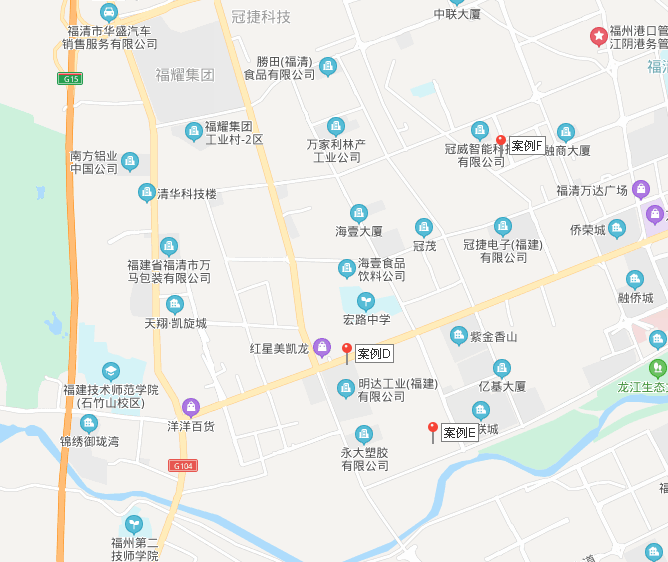 冠捷科技
中联大厦
福清市华盛汽车
销售服务有限公司
福州港口管
江阴港务管
福清
勝田(福清)
食品有限公司
G15
福耀集团
福耀集团
工业村-2区
万家利林产
工业公司
冠威智能科技
有限公司
案例F
融商大厦
南方铝业
中国公司
清华科技楼
福清万达广场
海壹大厦
冠茂
冠捷电子(福建)
有限公司
侨荣城
福建省福清市万
马包装有限公司
海壹食品
饮料公司
融侨城
天翔·凯旋城
宏路中学
紫金香山
红星美凯龙
案例D
福建技术师范学院
(石竹山校区)
明达工业(福建)
有限公司
亿基大厦
龙江生态
洋洋百货
锦绣御珑湾
案例E
联城
永大塑胶
有限公司
G104
福州第二
技师学院
道